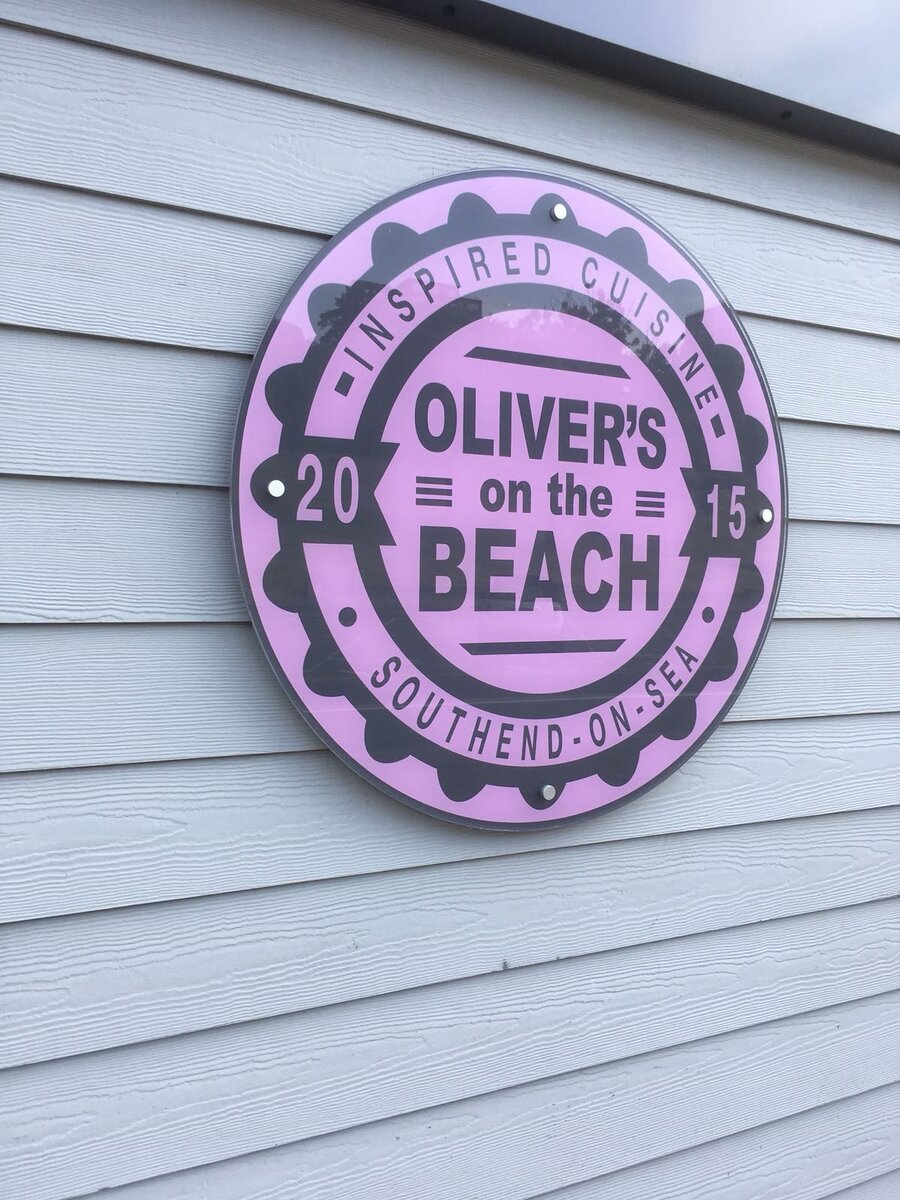 INSPIRED CUISINE
OLIVER'S
20 on the 15
BEACH
SOUTHEND-ON-SEA